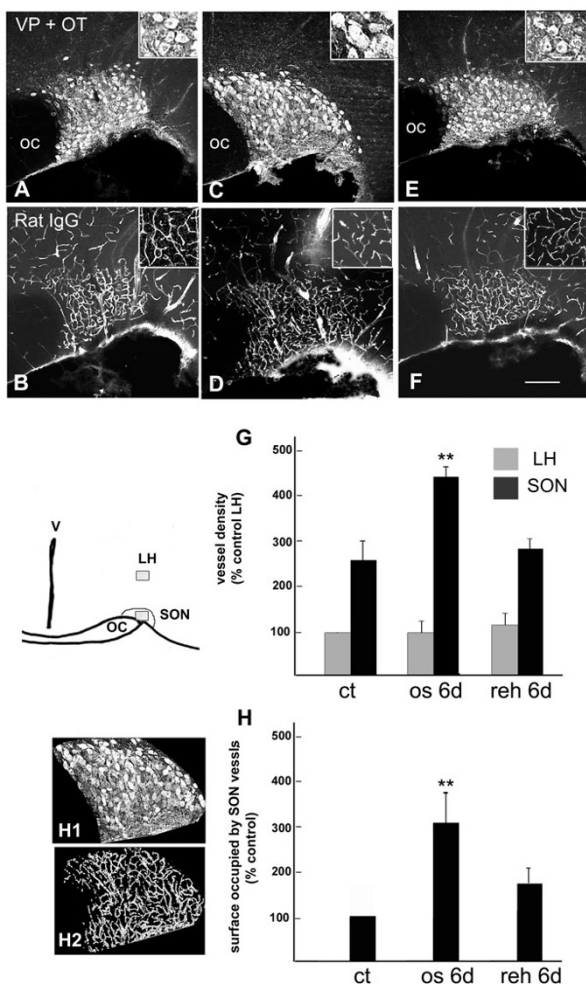 VP + OT
OC
A
C
OC
E
Rat IgG
B
D
F
G
500
400
300
200
100
vessel density
(% control LH)
**
LH
SON
ct
os 6d
reh 6d
V
LH
SON
OC
H
500
400
300
200
100
surface occupied by SON vessls
(% control)
**
ct
os 6d
reh 6d
H1
H2